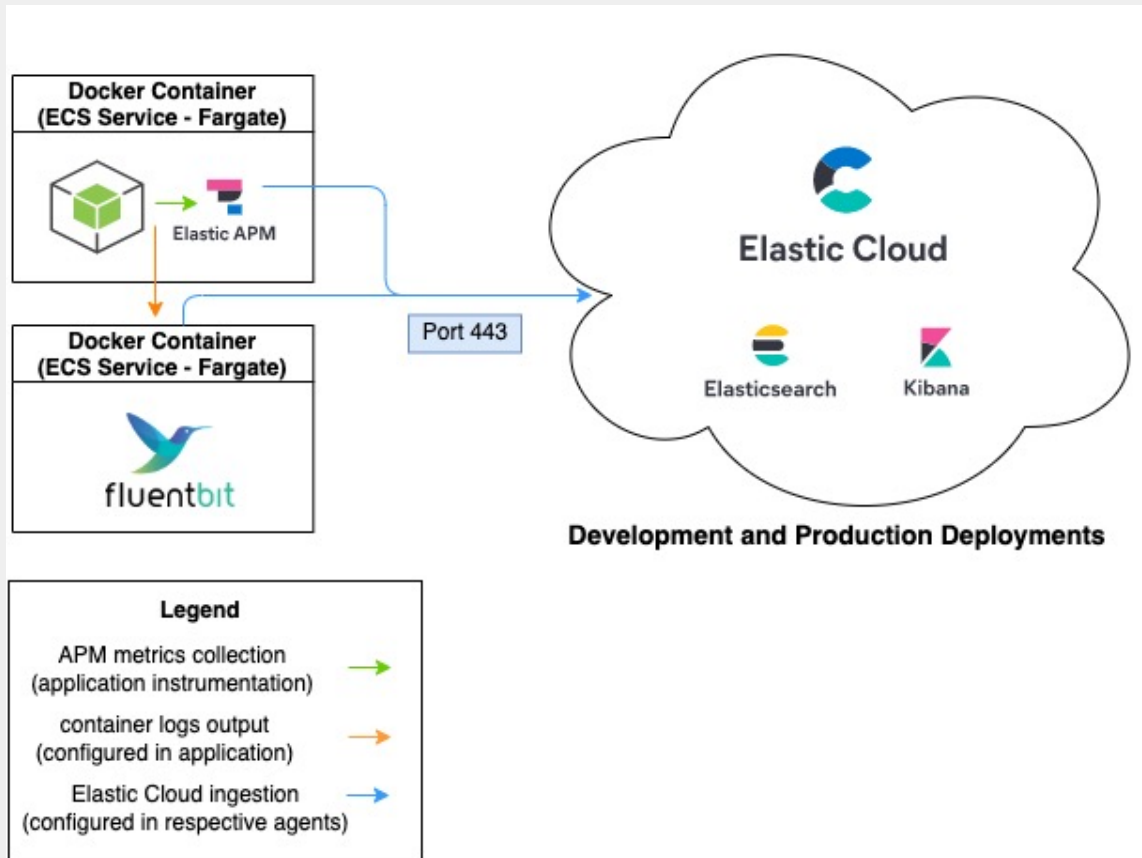 Docker Container
(ECS Service - Fargate)
Elastic APM
Docker Container
(ECS Service - Fargate)
fluentbit
Port 443
Elastic Cloud
Elasticsearch
Kibana
Development and Production Deployments
Legend
APM metrics collection
(application instrumentation)
container logs output
(configured in application)
Elastic Cloud ingestion
(configured in respective agents)